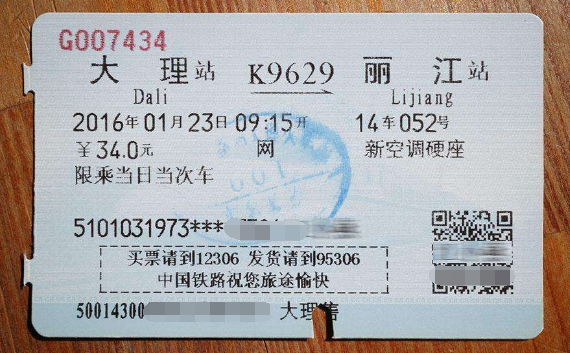 G007434
大理站 K9629 丽江站
Dali Lijiang
2016年01月23日09:15开 14车052号
￥34.0元 网 新空调硬座
限乘当日当次车
001
5101031973***
买票请到12306 发货请到95306
中国铁路祝您旅途愉快
50014300 大理售